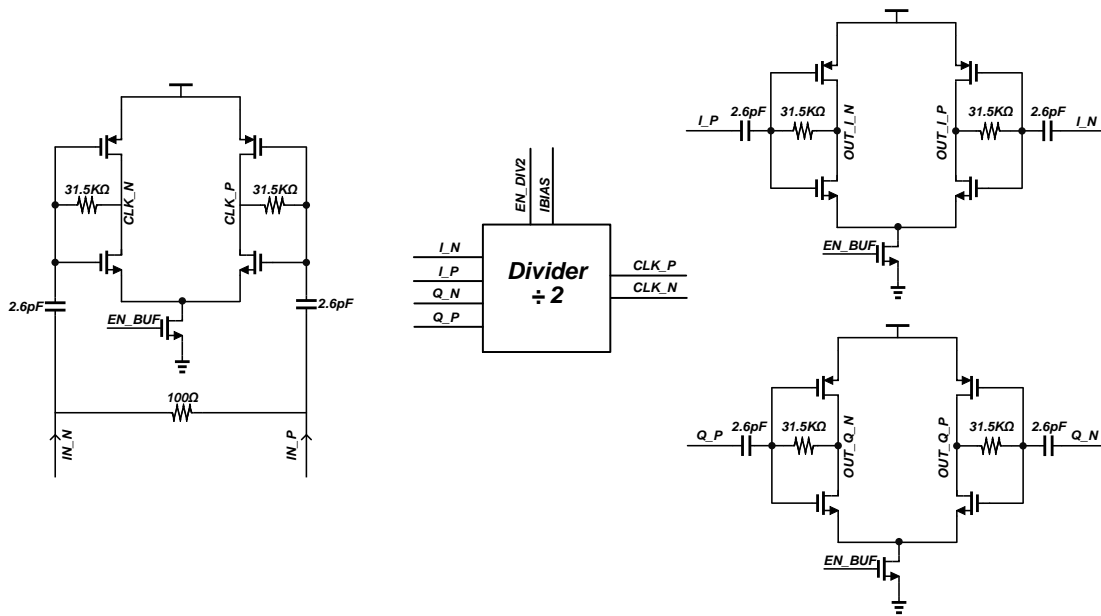 31.5KΩ
31.5KΩ
CLK_N
CLK_P
2.6pF
2.6pF
EN_BUF
100Ω
IN_N
IN_P
EN_DIV2
IBIAS
I_N
I_P
Q_N
Q_P
Divider
÷ 2
CLK_P
CLK_N
I_P
2.6pF
31.5KΩ
OUT_I_N
OUT_I_P
31.5KΩ
2.6pF
I_N
EN_BUF
Q_P
2.6pF
31.5KΩ
OUT_Q_N
OUT_Q_P
31.5KΩ
2.6pF
Q_N
EN_BUF